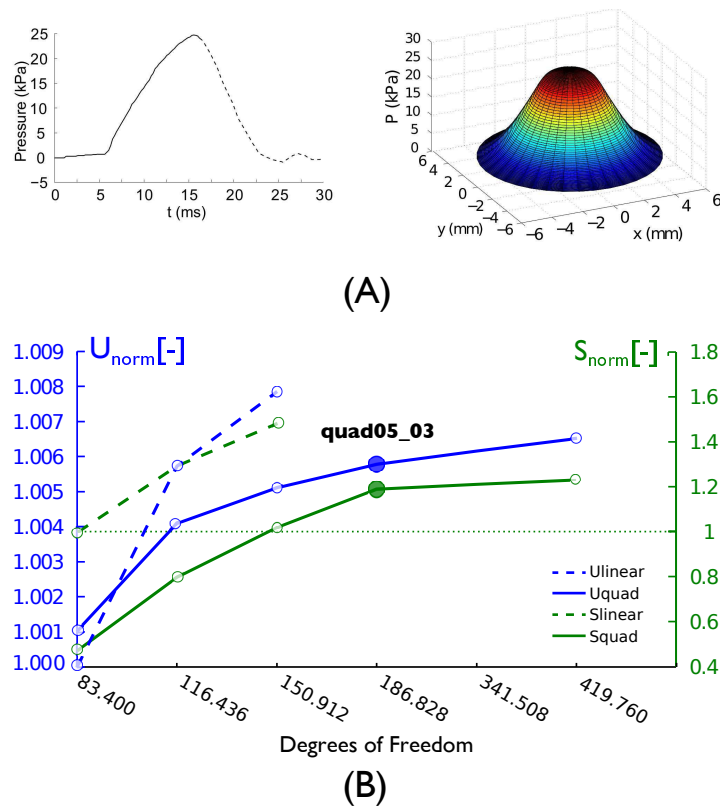 25
20
15
10
5
0
−5
0 5 10 15 20 25 30
Pressure (kPa)
t (ms)
30
25
20
15
10
5
0
P (kPa)
6 4 2 0 −2 −4 −6
y (mm)
−6 −4 −2 0 2 4 6
x (mm)
(A)
Unorm[-]
Snorm[-]
1.009
1.008
1.007
1.006
1.005
1.004
1.003
1.002
1.001
1.000
1.8
1.6
1.4
1.2
1
0.8
0.6
0.4
quad05_03
Ulinear
Uquad
Slinear
Squad
83.400 116.436 150.912 186.828 341.508 419.760
Degrees of Freedom
(B)